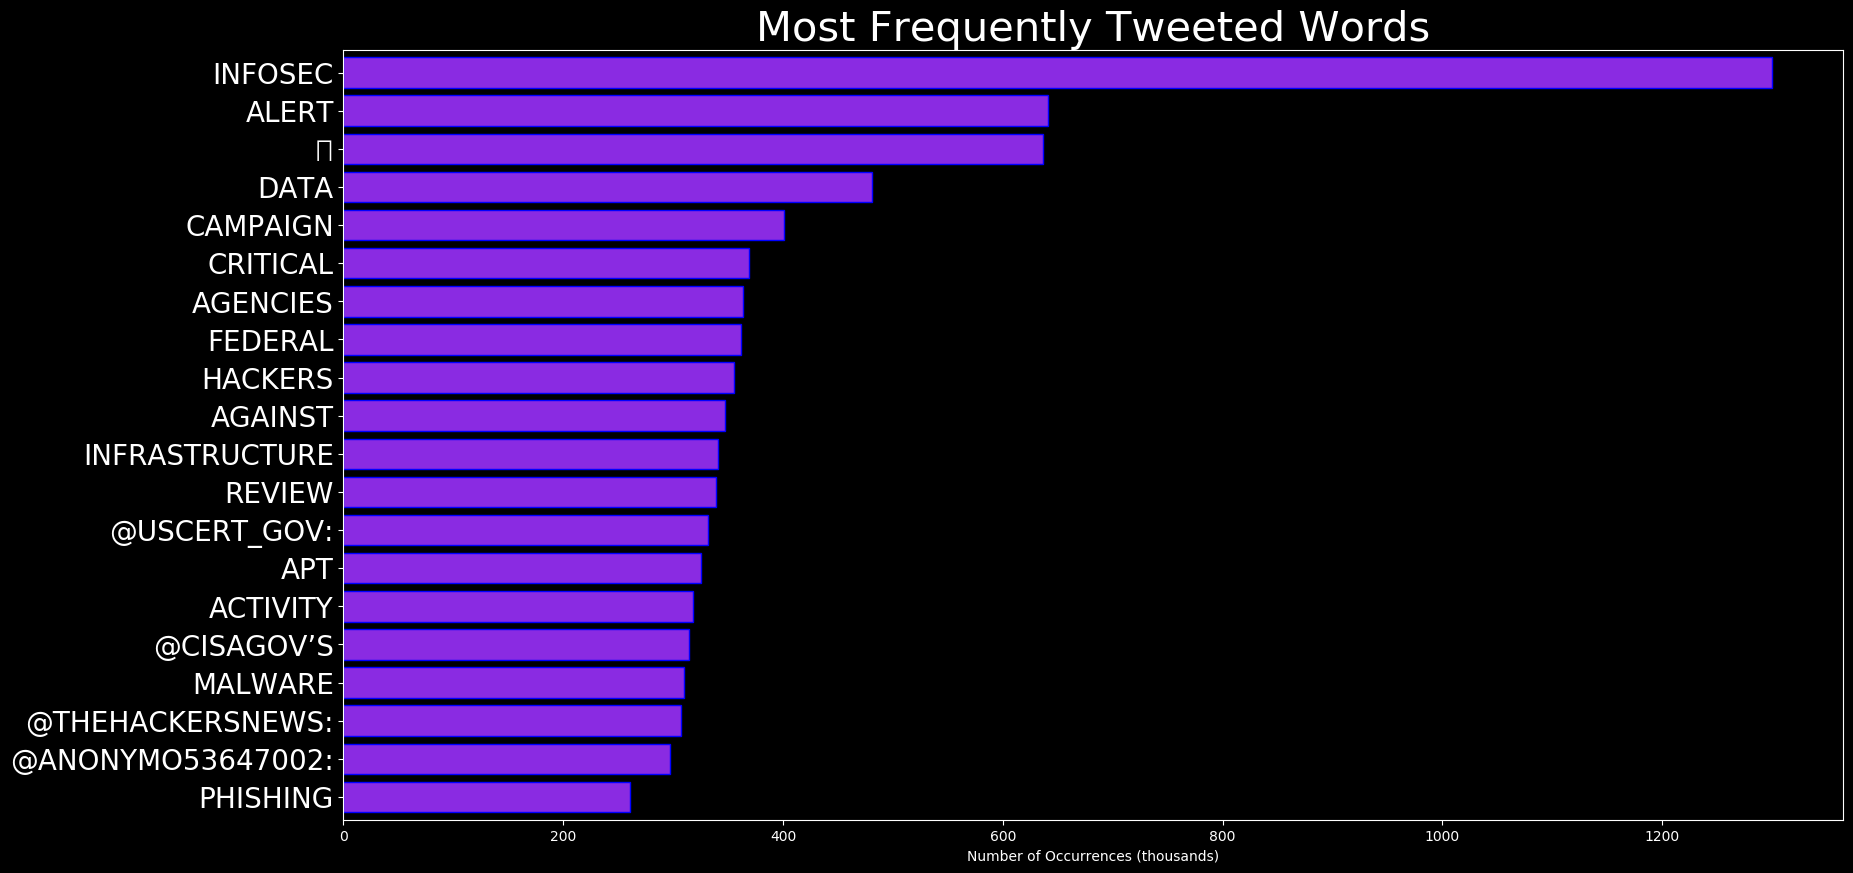 Most Frequently Tweeted Words
INFOSEC
ALERT
DATA
CAMPAIGN
CRITICAL
AGENCIES
FEDERAL
HACKERS
AGAINST
INFRASTRUCTURE
REVIEW
@USCERT_GOV:
APT
ACTIVITY
@CISAGOV’S
MALWARE
@THEHACKERSNEWS:
@ANONYMO53647002:
PHISHING
0 200 400 600 800 1000 1200
Number of Occurrences (thousands)